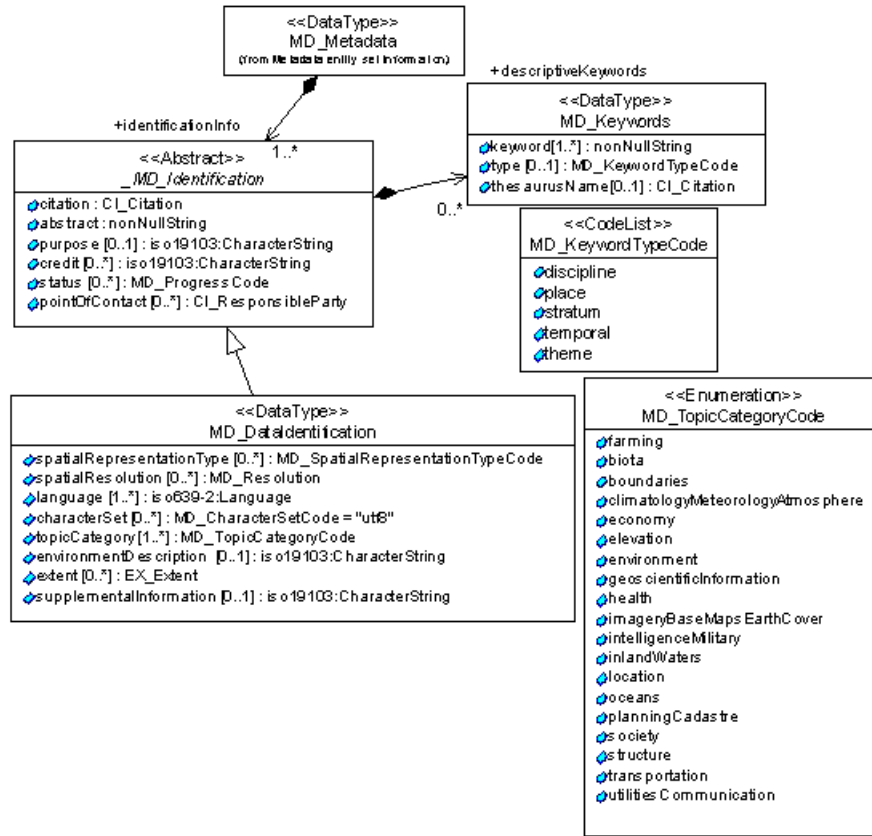 <<DataType>>
MD_Metadata
(from Metadata entity set information)
+descriptiveKeywords
+identificationInfo
1..*
<<DataType>>
MD_Keywords
keyword[1..*] : nonNullString
type [0..1] : MD_KeywordTypeCode
thesaurusName[0..1] : CI_Citation
0..*
<<Abstract>>
_MD_Identification
citation : CI_Citation
abstract : nonNullString
purpose [0..1] : iso19103:CharacterString
credit [0..*] : iso19103:CharacterString
status [0..*] : MD_ProgressCode
pointOfContact [0..*] : CI_ResponsibleParty
<<CodeList>>
MD_KeywordTypeCode
discipline
place
stratum
temporal
theme
<<DataType>>
MD_DataIdentification
spatialRepresentationType [0..*] : MD_SpatialRepresentationTypeCode
spatialResolution [0..*] : MD_Resolution
language [1..*] : iso639-2:Language
characterSet [0..*] : MD_CharacterSetCode = "utf8"
topicCategory [1..*] : MD_TopicCategoryCode
environmentDescription [0..1] : iso19103:CharacterString
extent [0..*] : EX_Extent
supplementalInformation [0..1] : iso19103:CharacterString
<<Enumeration>>
MD_TopicCategoryCode
farming
biota
boundaries
climatologyMeteorologyAtmosphere
economy
elevation
environment
geoscientificInformation
health
imageryBaseMapsEarthCover
intelligenceMilitary
inlandWaters
location
oceans
planningCadastre
society
structure
transportation
utilitiesCommunication